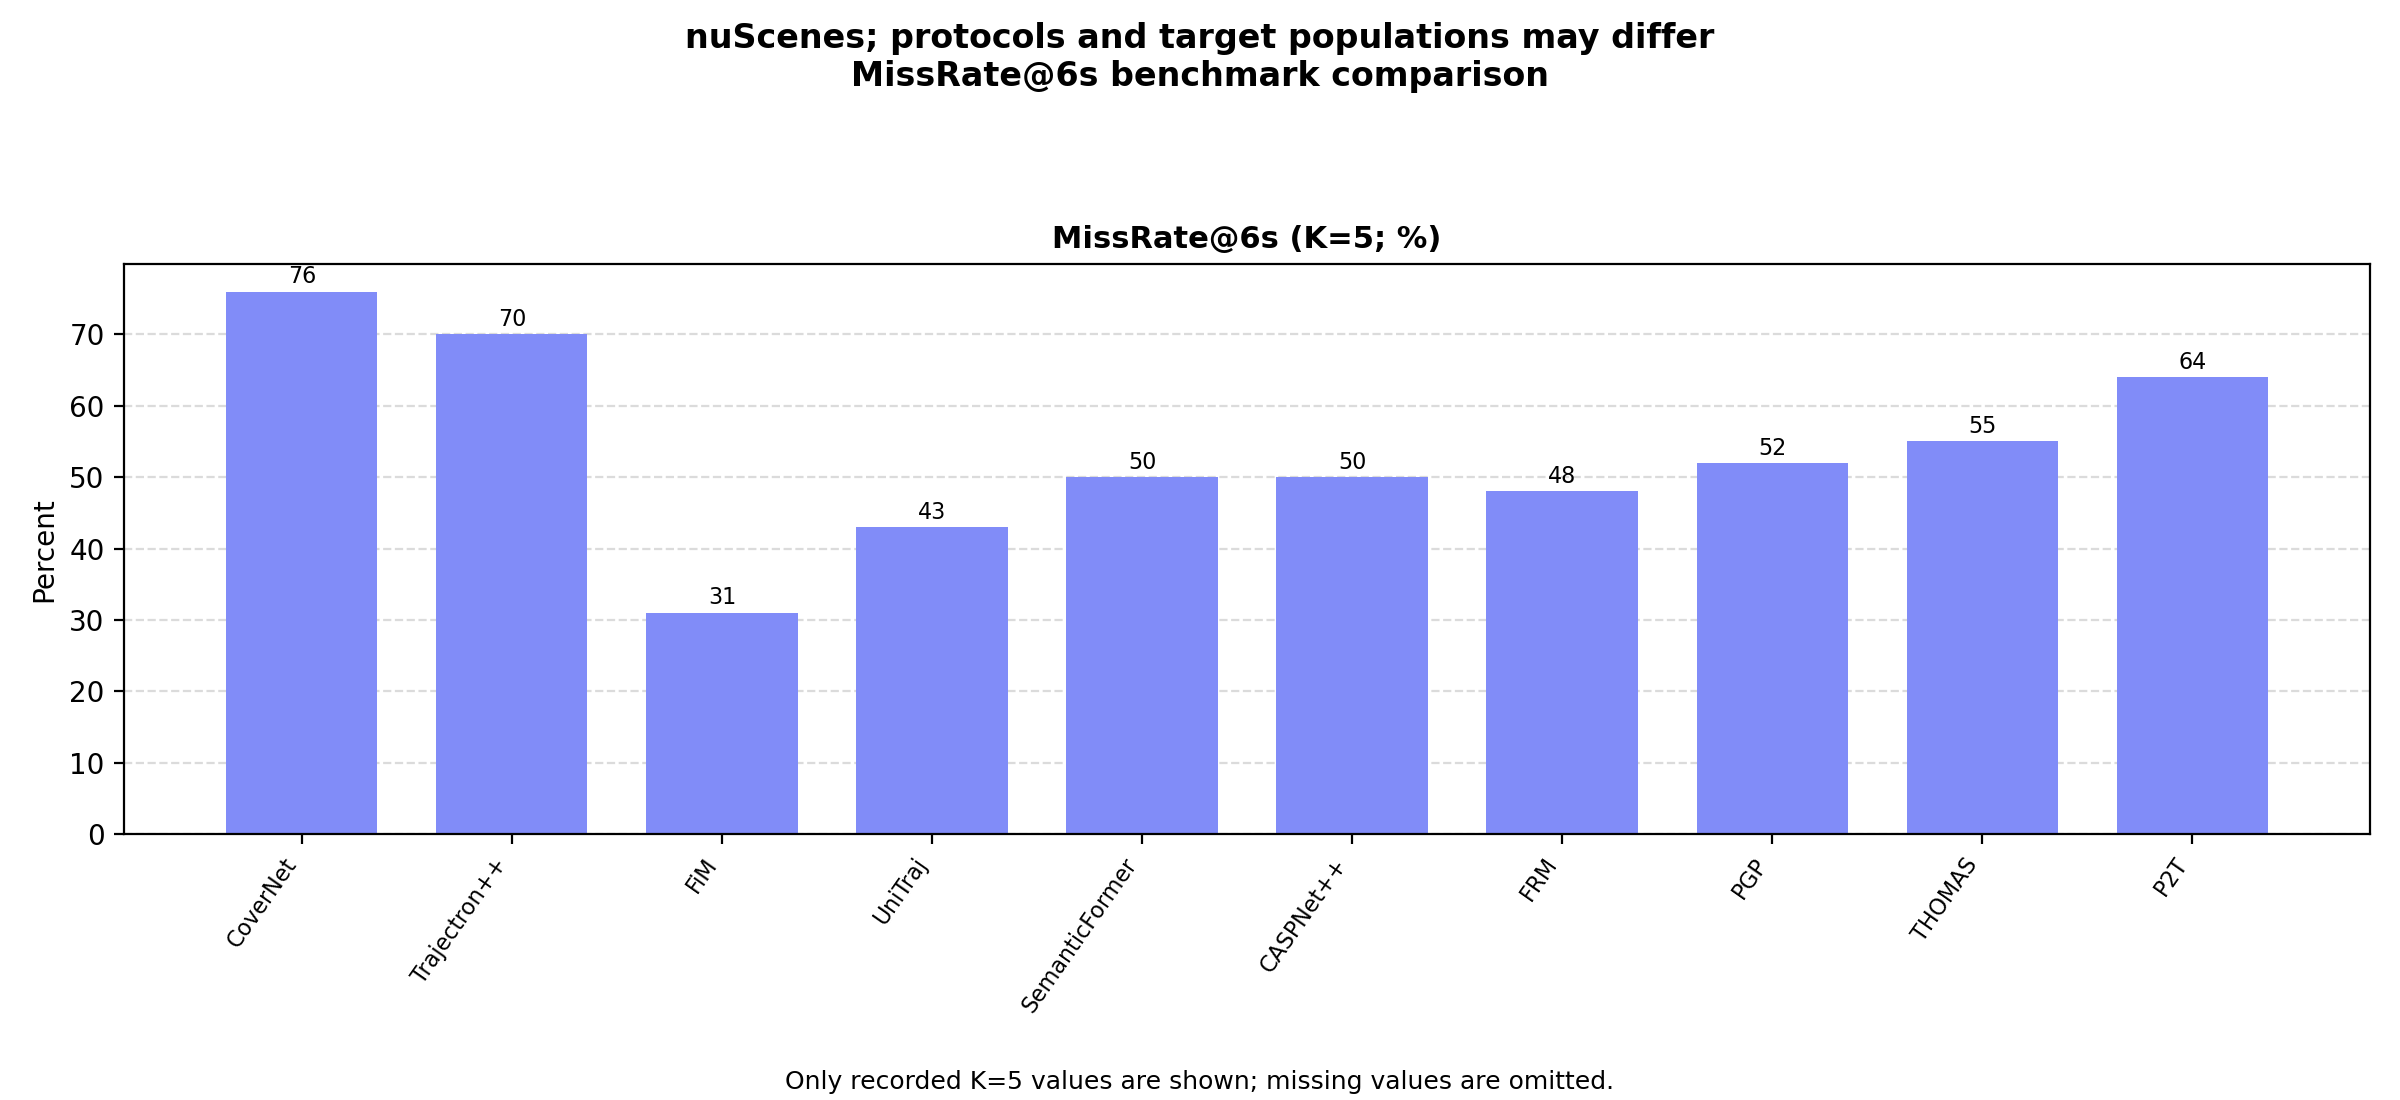 nuScenes; protocols and target populations may differ
MissRate@6s benchmark comparison
MissRate@6s (K=5; %)
Percent
70
60
50
40
30
20
10
0
76
70
31
43
50
50
48
52
55
64
CoverNet
Trajectron++
FiM
UniTraj
SemanticFormer
CASPNet++
FRM
PGP
THOMAS
P2T
Only recorded K=5 values are shown; missing values are omitted.